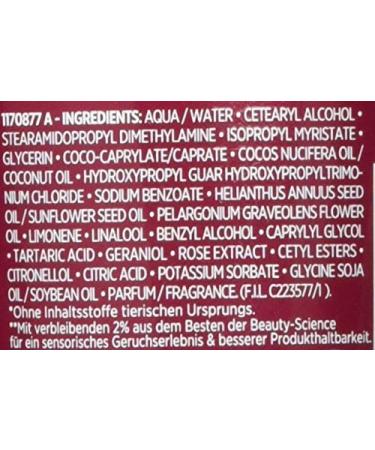 1170877 A - INGREDIENTS: AQUA / WATER • CETEARYL ALCOHOL •
STEARAMIDOPROPYL DIMETHYLAMINE • ISOPROPYL MYRISTATE •
GLYCERIN • COCO-CAPRYLATE/CAPRATE • COCOS NUCIFERA OIL /
COCONUT OIL • HYDROXYPROPYL GUAR HYDROXYPROPYLTRIMO-
NIUM CHLORIDE • SODIUM BENZOATE • HELIANTHUS ANNUUS SEED
OIL / SUNFLOWER SEED OIL • PELARGONIUM GRAVEOLENS FLOWER
OIL • LIMONENE • LINALOOL • BENZYL ALCOHOL • CAPRYLYL GLYCOL
• TARTARIC ACID • GERANIOL • ROSE EXTRACT • CETYL ESTERS •
CITRONELLOL • CITRIC ACID • POTASSIUM SORBATE • GLYCINE SOJA
OIL / SOYBEAN OIL • PARFUM / FRAGRANCE. (F.I.L. C223577/1 ).
*Ohne Inhaltsstoffe tierischen Ursprungs.
**Mit verbleibenden 2% aus dem Besten der Beauty-Science
für ein sensorisches Geruchserlebnis & besserer Produkthaltbarkeit.